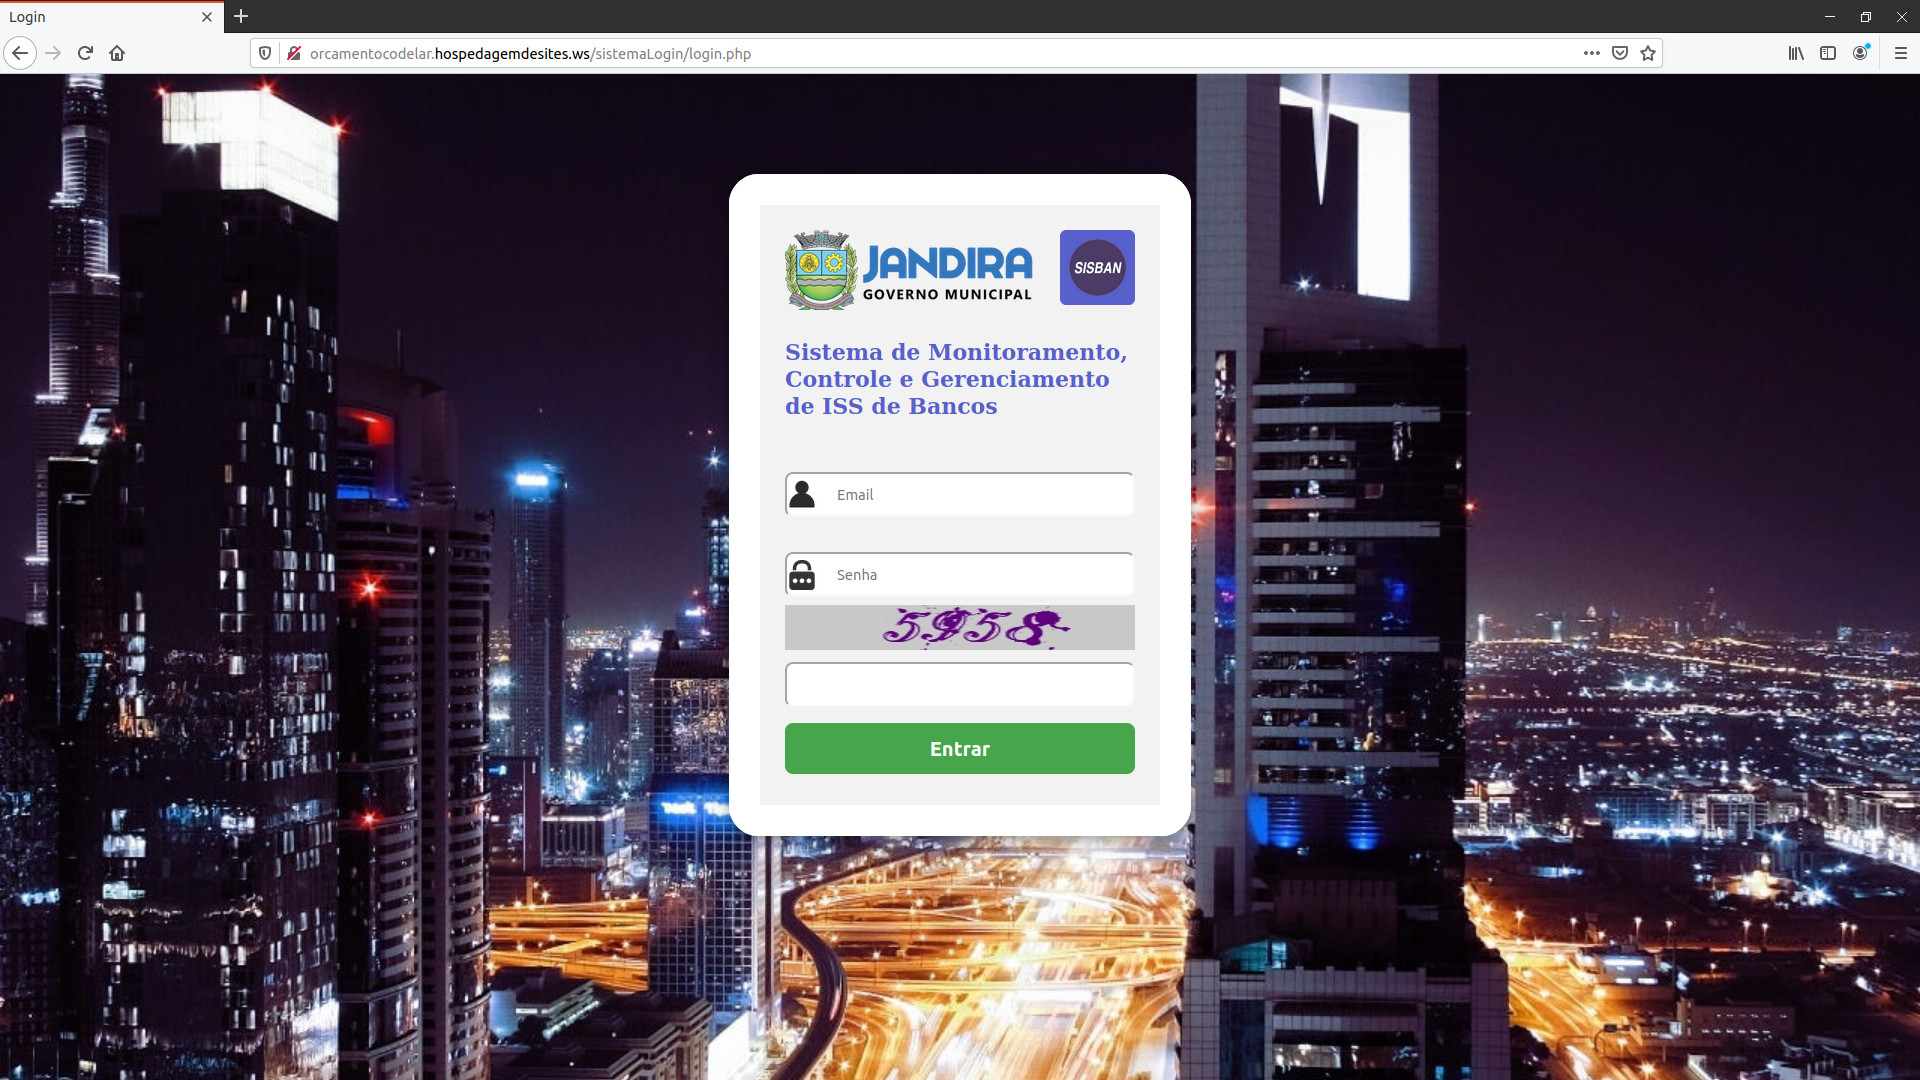 Login
orcamentocodelar.hospedagemdesites.ws/sistemaLogin/login.php
JANDIRA
GOVERNO MUNICIPAL
SISBAN
Sistema de Monitoramento,
Controle e Gerenciamento
de ISS de Bancos
Email
Senha
5958
Entrar